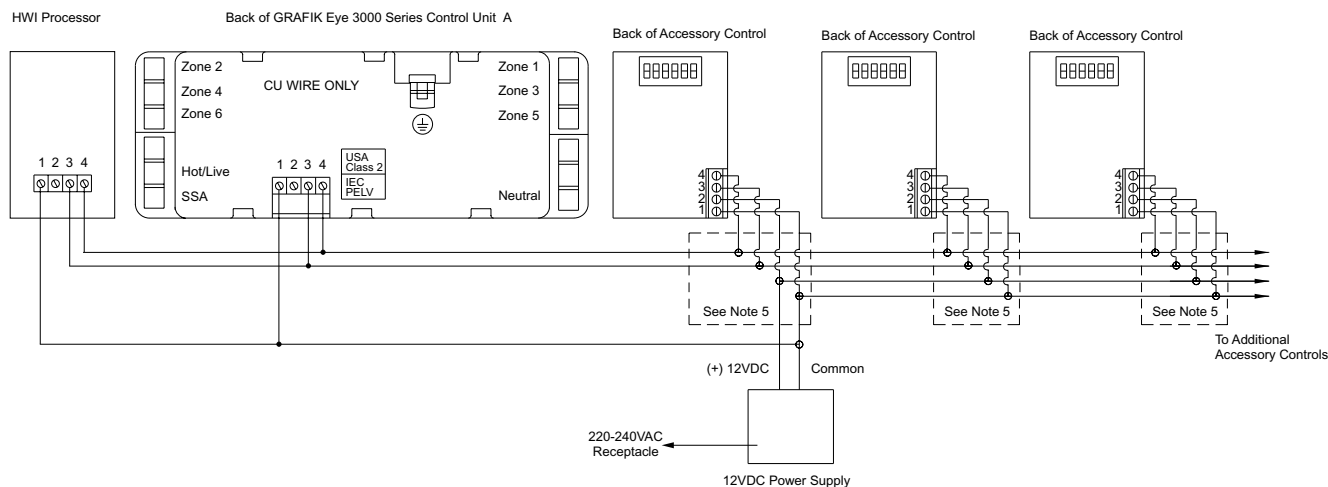 HWI Processor
Back of GRAFIK Eye 3000 Series Control Unit A
Back of Accessory Control
Back of Accessory Control
Back of Accessory Control
Zone 2
Zone 4
Zone 6
CU WIRE ONLY
Zone 1
Zone 3
Zone 5
1 2 3 4
Hot/Live
SSA
1 2 3 4
USA
Class 2
IEC
PELV
Neutral
4
3
2
1
4
3
2
1
4
3
2
1
See Note 5
See Note 5
See Note 5
To Additional
Accessory Controls
(+) 12VDC
Common
220-240VAC
Receptacle
12VDC Power Supply